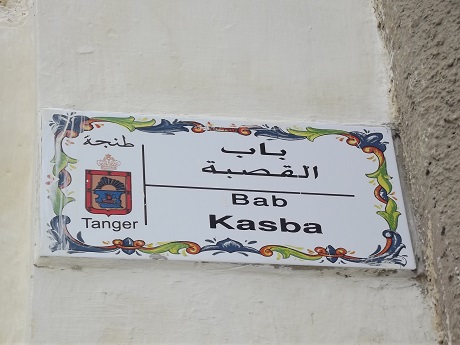 طنجة
باب
القصبة
Bab
Kasba
Tanger